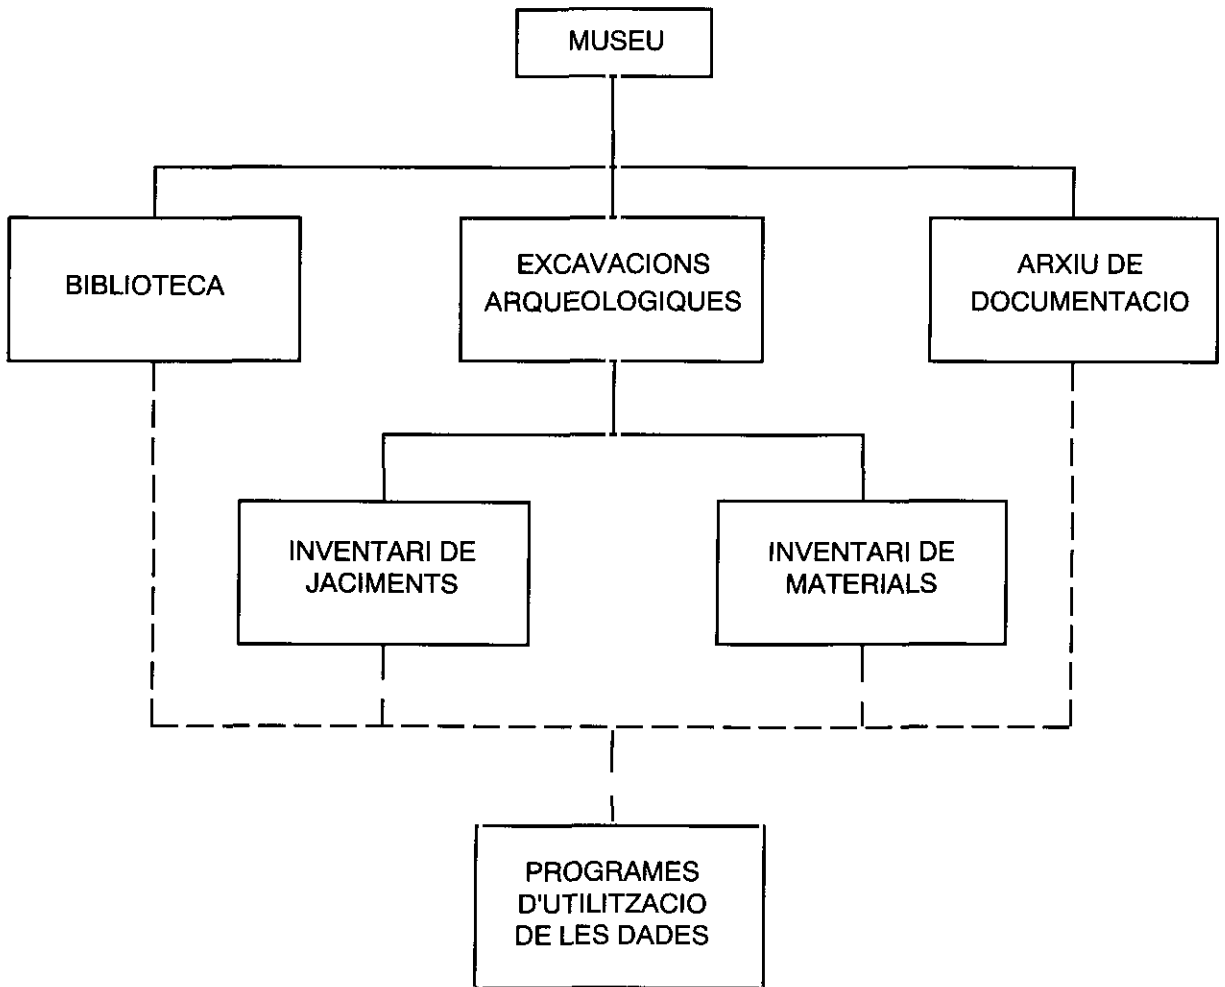 MUSEU
BIBLIOTECA
EXCAVACIONS
ARQUEOLOGIQUES
ARXIU DE
DOCUMENTACIO
INVENTARI DE
JACIMENTS
INVENTARI DE
MATERIALS
PROGRAMES
D'UTILITZACIO
DE LES DADES